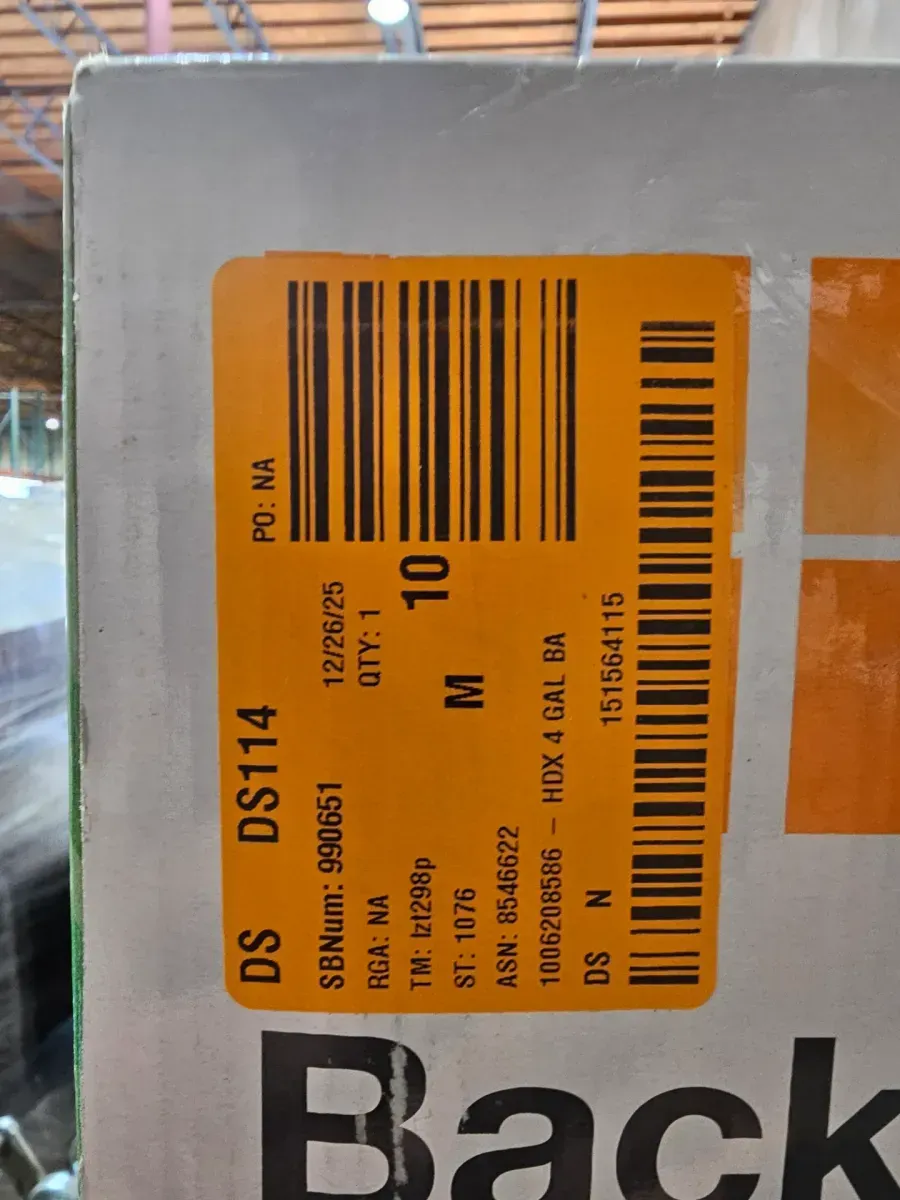 DS DS114 PO: NA
SBNum: 990651 12/26/25
RGA: NA QTY: 1
TM: lzt298p 10
ST: 1076 M
ASN: 8546622
1006208586 – HDX 4 GAL BA
DS N 151564115
Back